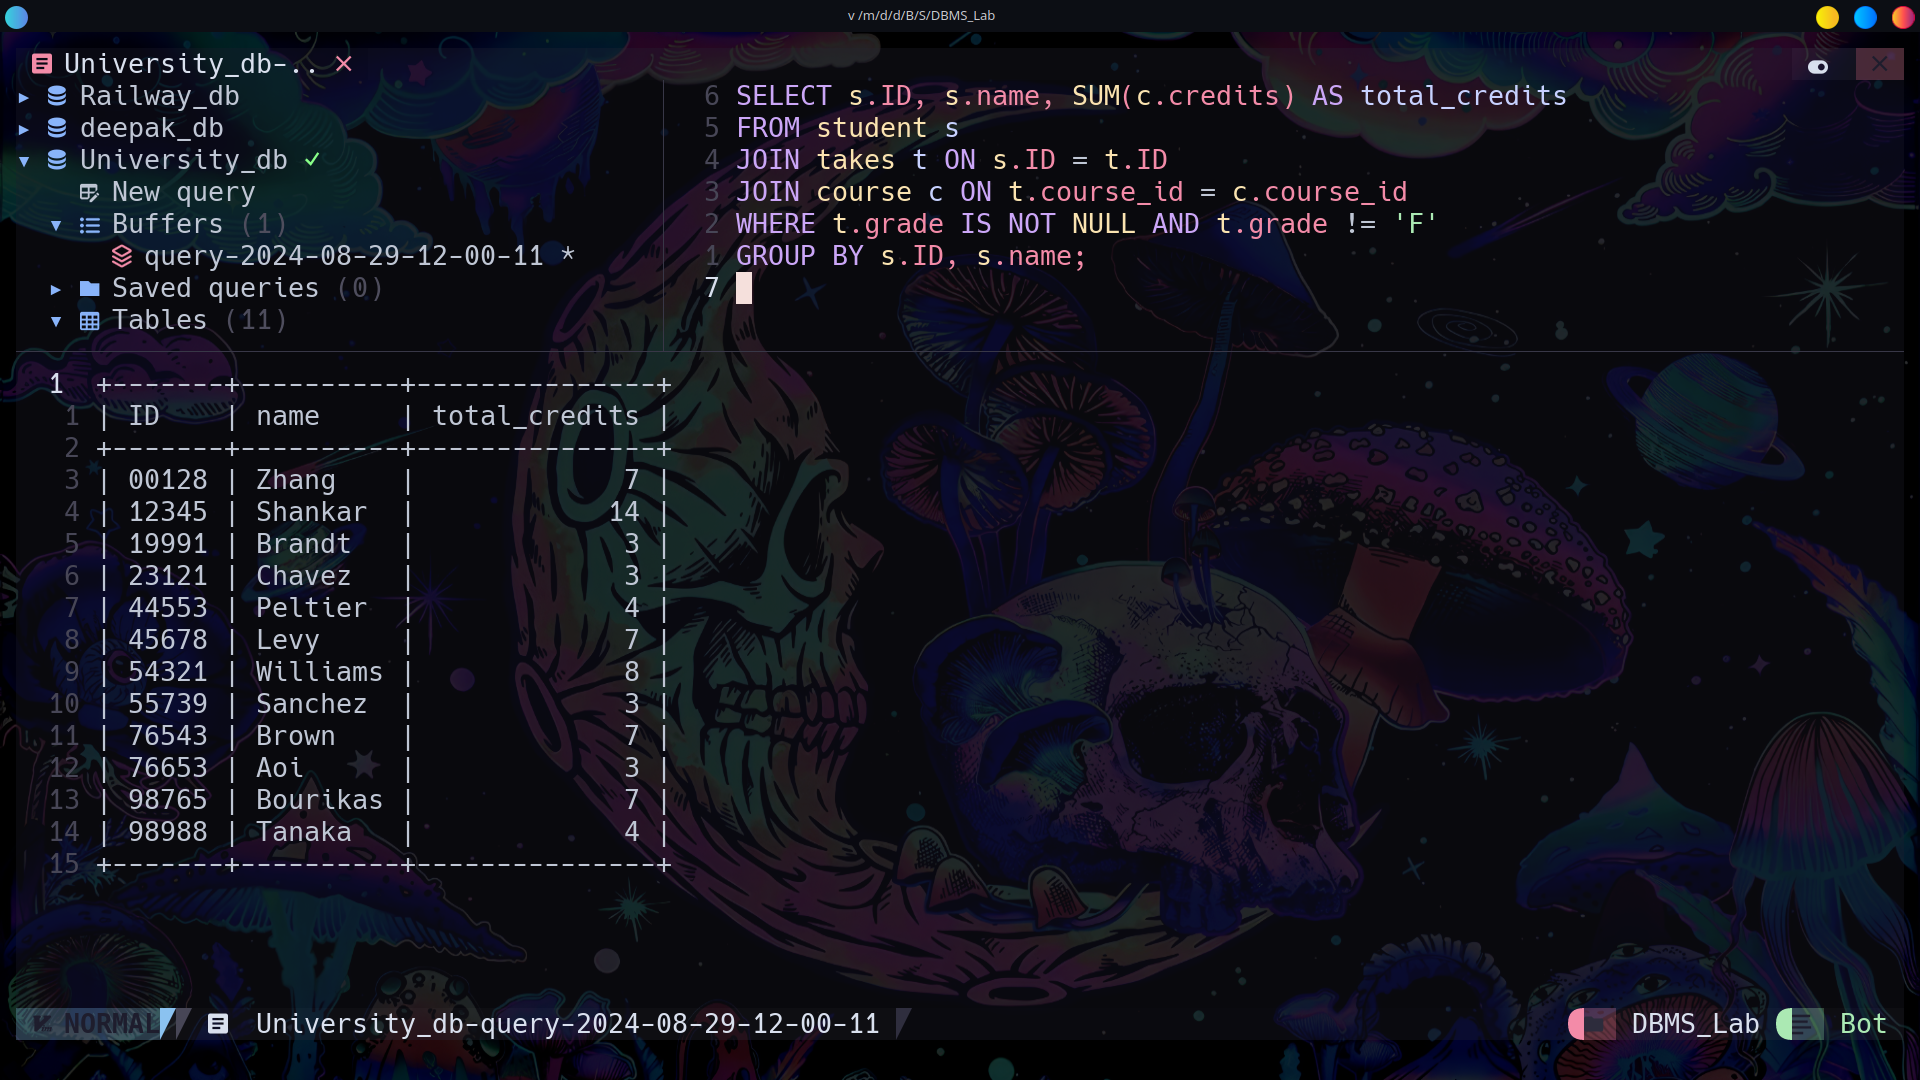 v /m/d/d/B/S/DBMS_Lab
University_db-..
Railway_db
deepak_db
University_db
New query
Buffers (1)
query-2024-08-29-12-00-11 *
Saved queries (0)
Tables (11)
6 SELECT s.ID, s.name, SUM(c.credits) AS total_credits
5 FROM student s
4 JOIN takes t ON s.ID = t.ID
3 JOIN course c ON t.course_id = c.course_id
2 WHERE t.grade IS NOT NULL AND t.grade != 'F'
1 GROUP BY s.ID, s.name;
7
1 +-------+----------+---------------+
1 | ID    | name     | total_credits |
2 +-------+----------+---------------+
3 | 00128 | Zhang    |             7 |
4 | 12345 | Shankar  |            14 |
5 | 19991 | Brandt   |             3 |
6 | 23121 | Chavez   |             3 |
7 | 44553 | Peltier  |             4 |
8 | 45678 | Levy     |             7 |
9 | 54321 | Williams |             8 |
10 | 55739 | Sanchez  |             3 |
11 | 76543 | Brown    |             7 |
12 | 76653 | Aoi      |             3 |
13 | 98765 | Bourikas |             7 |
14 | 98988 | Tanaka   |             4 |
15 +-------+----------+---------------+
NORMAL University_db-query-2024-08-29-12-00-11 DBMS_Lab Bot